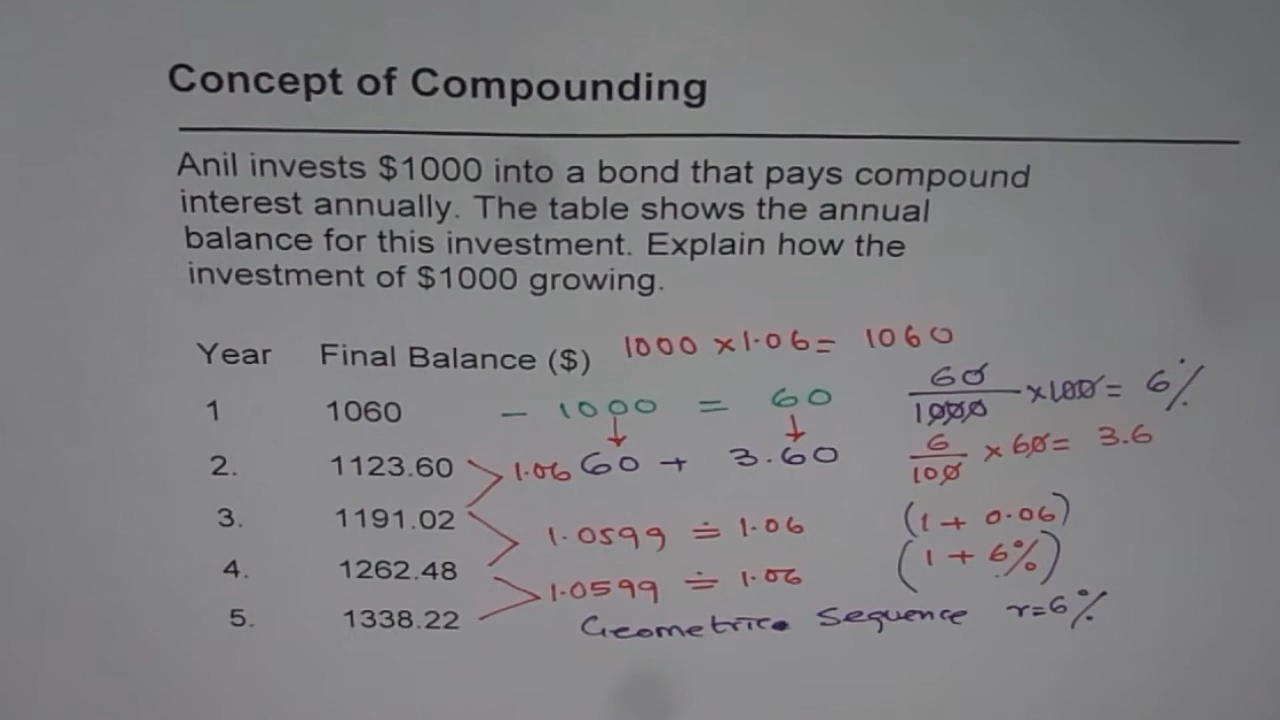 Concept of Compounding
Anil invests $1000 into a bond that pays compound
interest annually. The table shows the annual
balance for this investment. Explain how the
investment of $1000 growing.
Year Final Balance ($) 1000 ×1.06= 1060
1 1060 - 1000 = 60 60/1000 ×100= 6%
2. 1123.60 1.06 60 + 3.60 6/100 × 60= 3.6
3. 1191.02 1.0599 ≐ 1.06 (1 + 0.06)
4. 1262.48 1.0599 ≐ 1.06 (1 + 6%)
5. 1338.22 Geometric Sequence r=6%